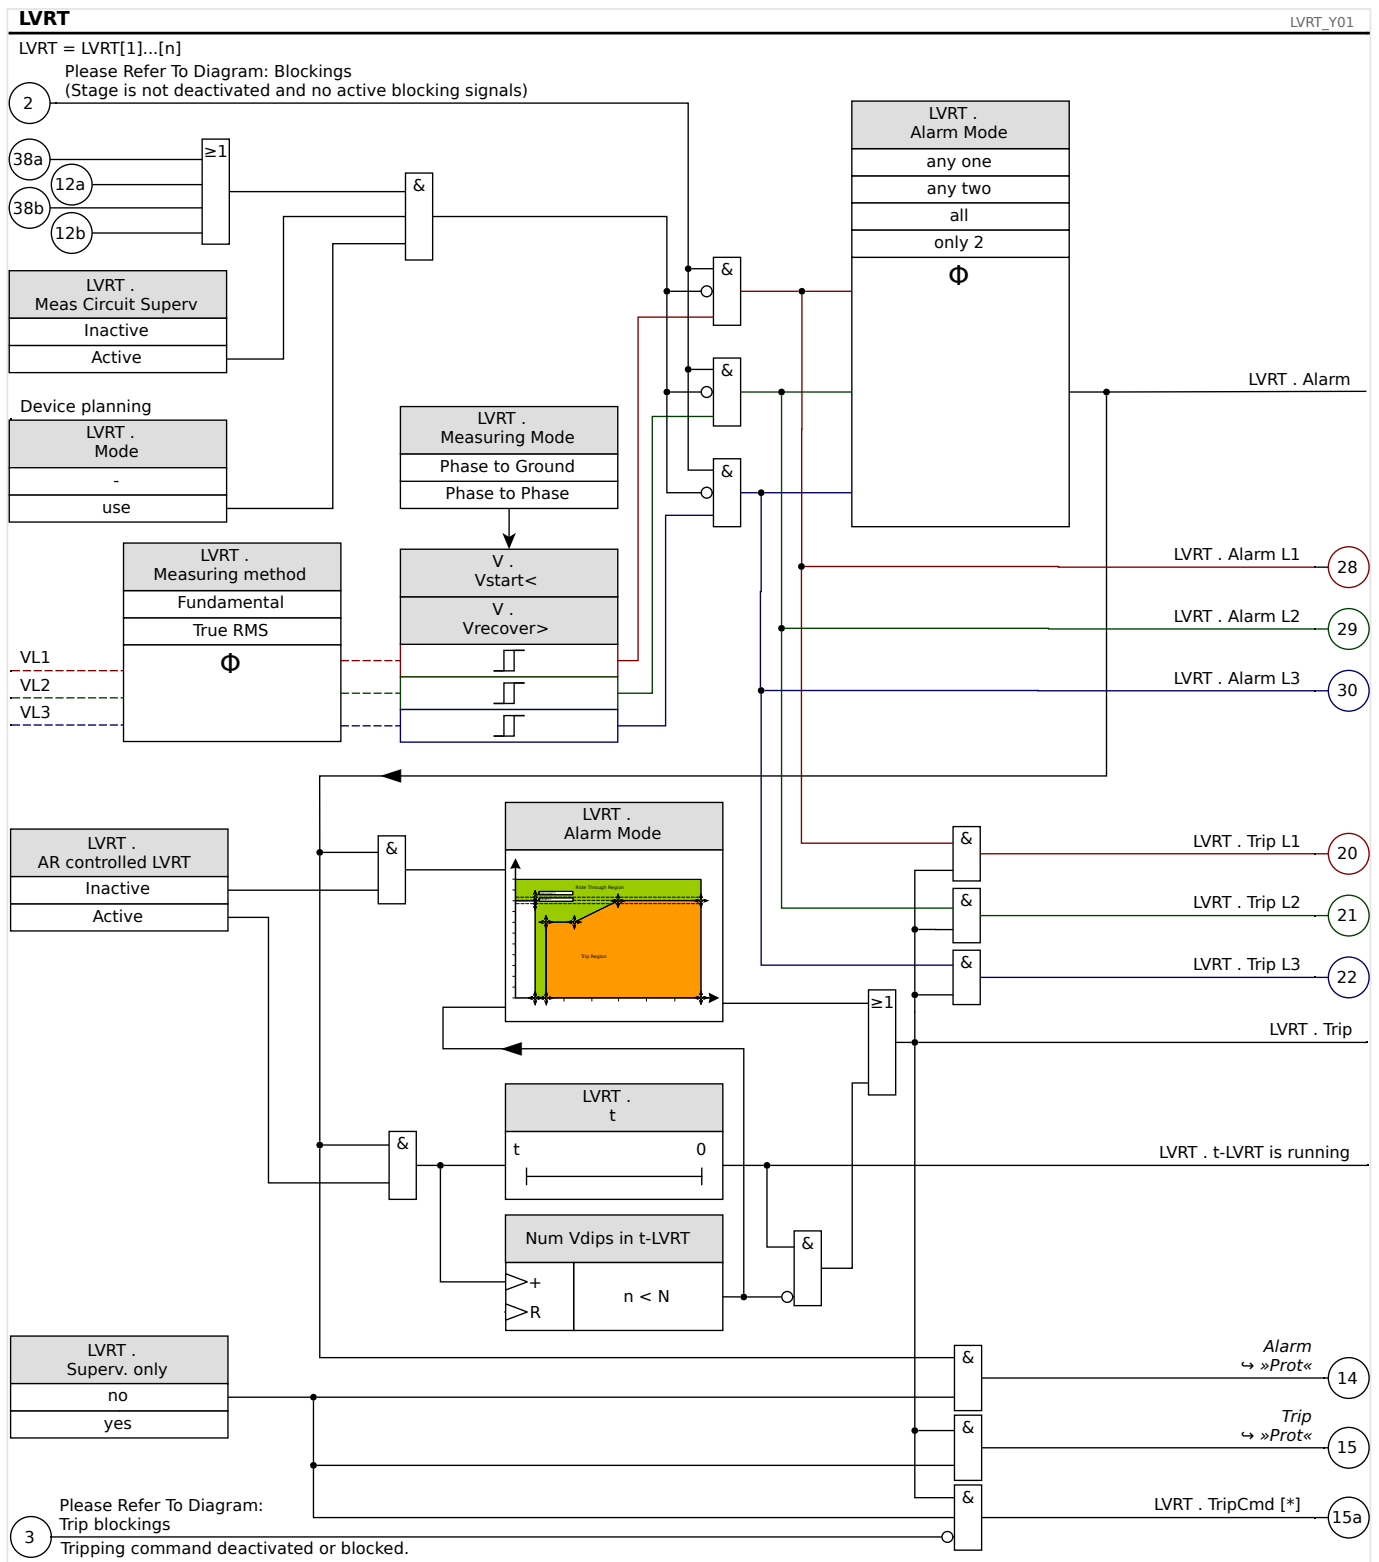 LVRT
LVRT_Y01
LVRT = LVRT[1]...[n]
Please Refer To Diagram: Blockings
(Stage is not deactivated and no active blocking signals)
2
38a
12a
38b
12b
≥1
&
LVRT .
Meas Circuit Superv
Inactive
Active
Device planning
LVRT .
Mode
-
use
LVRT .
Measuring Mode
Phase to Ground
Phase to Phase
&
&
&
LVRT .
Alarm Mode
any one
any two
all
only 2
Φ
LVRT . Alarm
LVRT .
Measuring method
Fundamental
True RMS
Φ
VL1
VL2
VL3
V .
Vstart<
V .
Vrecover>
LVRT . Alarm L1
28
LVRT . Alarm L2
29
LVRT . Alarm L3
30
LVRT .
AR controlled LVRT
Inactive
Active
&
LVRT .
Alarm Mode
Ride Through Region
Trip Region
&
LVRT . Trip L1
20
&
LVRT . Trip L2
21
&
LVRT . Trip L3
22
≥1
LVRT . Trip
&
LVRT .
t
t 0
LVRT . t-LVRT is running
Num Vdips in t-LVRT
+
R
n < N
&
LVRT .
Superv. only
no
yes
&
Alarm
↪ »Prot«
14
&
Trip
↪ »Prot«
15
&
LVRT . TripCmd [*]
15a
Please Refer To Diagram:
Trip blockings
3
Tripping command deactivated or blocked.